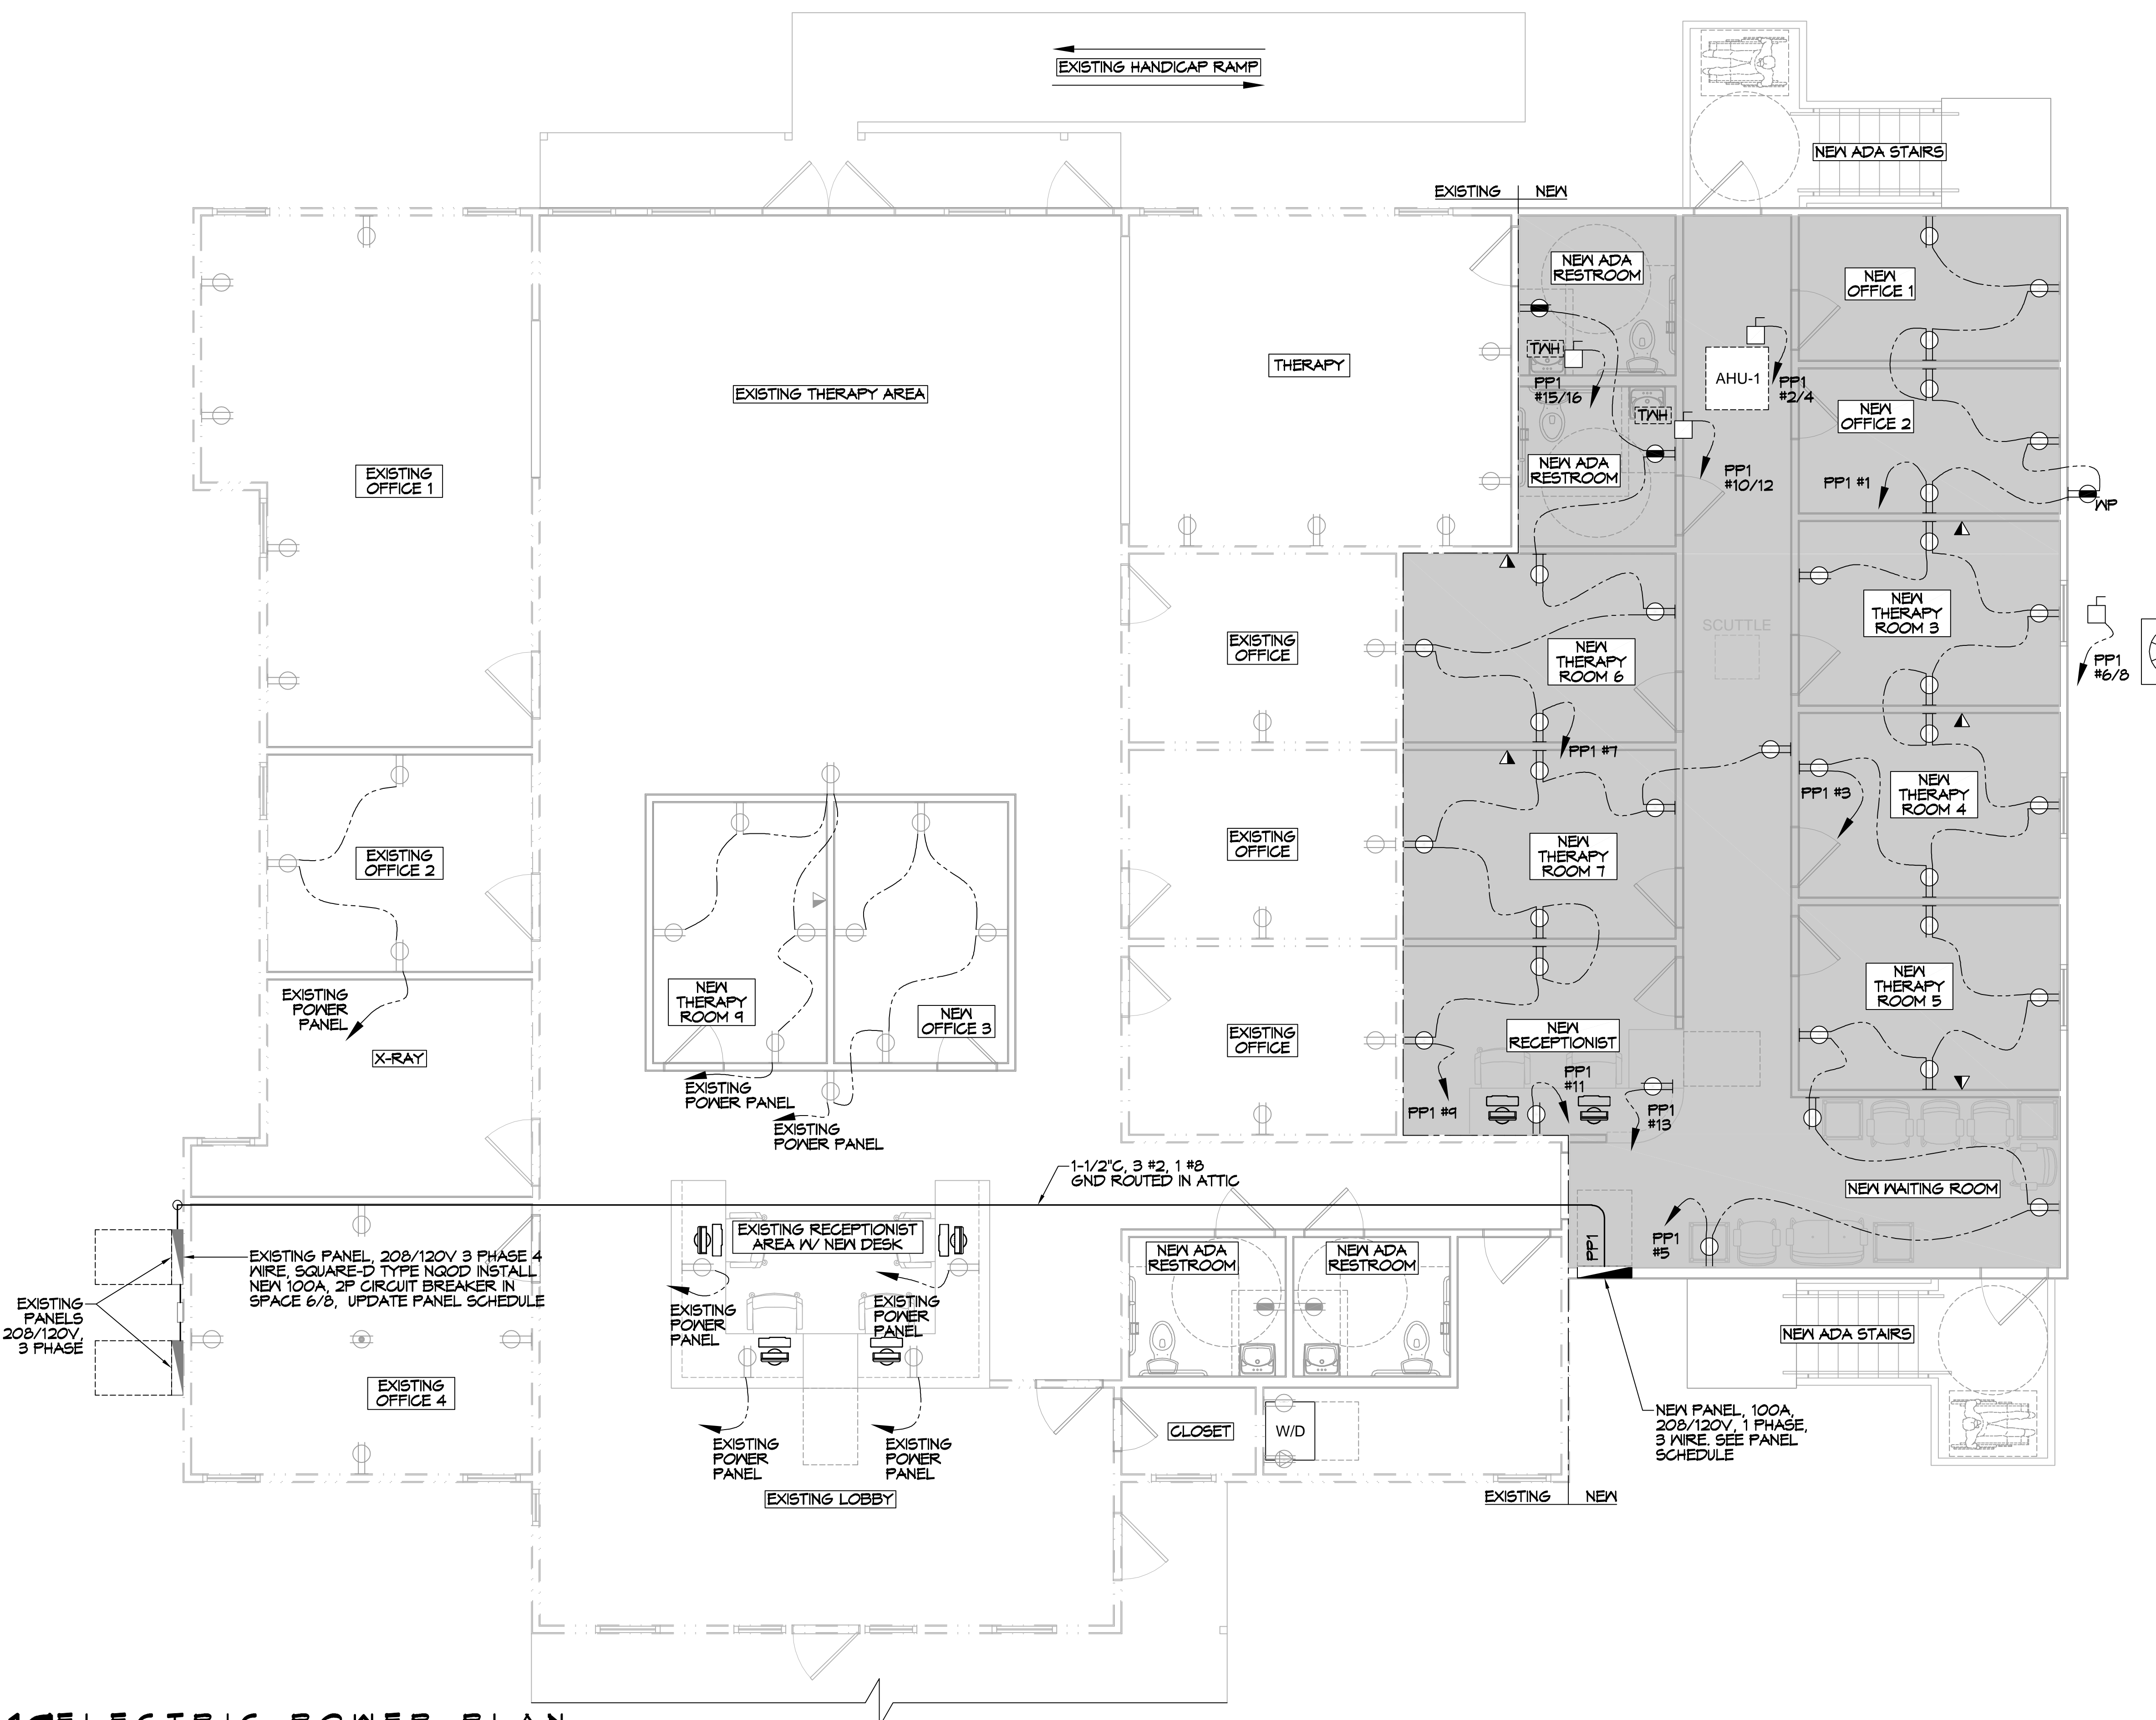 EXISTING HANDICAP RAMP
NEW ADA STAIRS
EXISTING
NEW
NEW ADA
RESTROOM
NEW
OFFICE 1
TWH
PP1
#15/16
AHU-1
PP1
#2/4
THERAPY
EXISTING THERAPY AREA
TWH
NEW
OFFICE 2
NEW ADA
RESTROOM
PP1
#10/12
PP1 #1
WP
EXISTING
OFFICE 1
NEW
THERAPY
ROOM 3
SCUTTLE
EXISTING
OFFICE
NEW
THERAPY
ROOM 6
PP1
#6/8
PP1 #7
PP1 #3
NEW
THERAPY
ROOM 4
EXISTING
OFFICE 2
EXISTING
OFFICE
NEW
THERAPY
ROOM 7
NEW
THERAPY
ROOM 9
NEW
OFFICE 3
NEW
THERAPY
ROOM 5
EXISTING
POWER
PANEL
X-RAY
EXISTING
OFFICE
NEW
RECEPTIONIST
EXISTING
POWER PANEL
PP1
#11
PP1 #9
PP1
#13
EXISTING
POWER PANEL
1-1/2"C, 3 #2, 1 #8
GND ROUTED IN ATTIC
NEW WAITING ROOM
EXISTING RECEPTIONIST
AREA W/ NEW DESK
PP1
PP1
#5
EXISTING PANEL, 208/120V 3 PHASE 4
WIRE, SQUARE-D TYPE NQOD INSTALL
NEW 100A, 2P CIRCUIT BREAKER IN
SPACE 6/8, UPDATE PANEL SCHEDULE
NEW ADA
RESTROOM
NEW ADA
RESTROOM
EXISTING
PANELS
208/120V,
3 PHASE
EXISTING
POWER
PANEL
EXISTING
POWER
PANEL
NEW ADA STAIRS
EXISTING
OFFICE 4
CLOSET
W/D
NEW PANEL, 100A,
208/120V, 1 PHASE,
3 WIRE. SEE PANEL
SCHEDULE
EXISTING
POWER
PANEL
EXISTING
POWER
PANEL
EXISTING LOBBY
EXISTING
NEW
ELECTRIC POWER PLAN